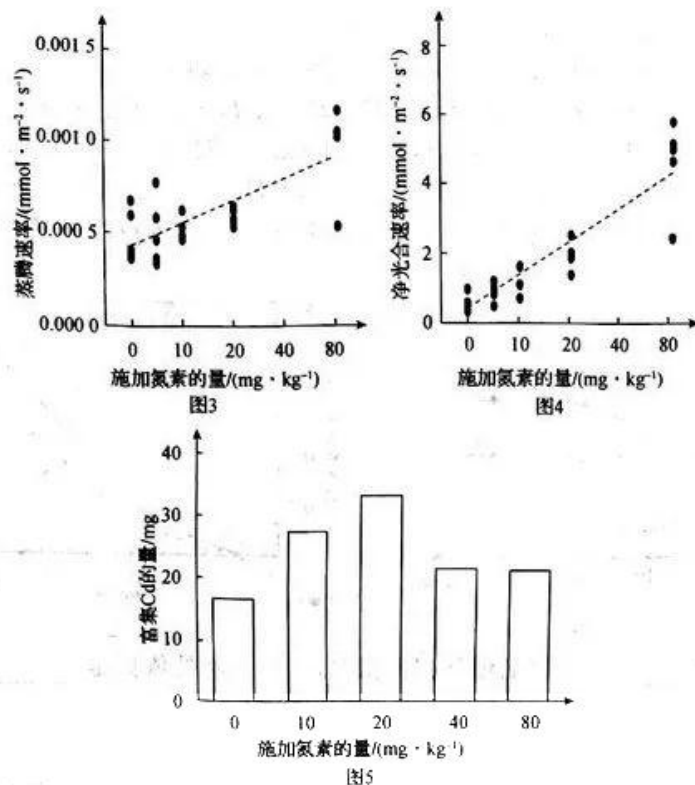 蒸腾速率/(mmol·m⁻²·s⁻¹)
0.001 5
0.001 0
0.000 5
0.000 0
0 10 20 40 80
施加氮素的量/(mg·kg⁻¹)
图3
净光合速率/(mmol·m⁻²·s⁻¹)
8
6
4
2
0
0 10 20 40 80
施加氮素的量/(mg·kg⁻¹)
图4
富集Cd的量/mg
40
30
20
10
0
0 10 20 40 80
施加氮素的量/(mg·kg⁻¹)
图5